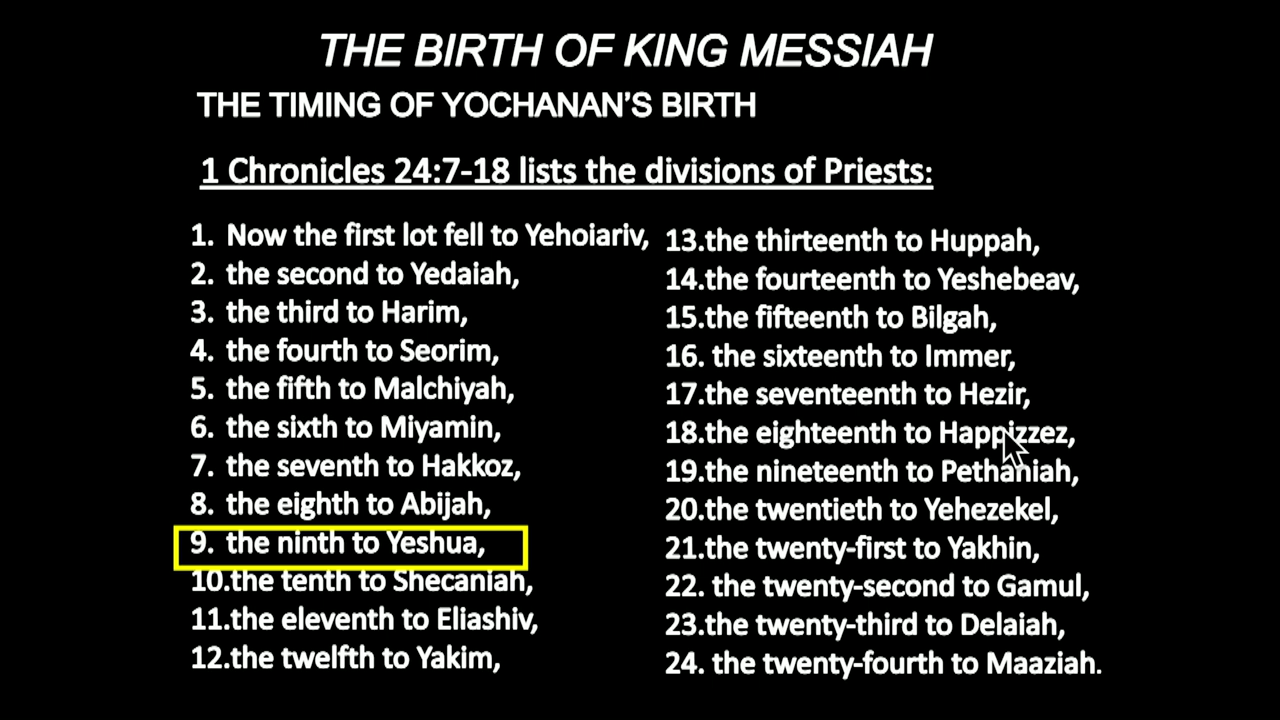 THE BIRTH OF KING MESSIAH
THE TIMING OF YOCHANAN'S BIRTH
1 Chronicles 24:7-18 lists the divisions of Priests:
1. Now the first lot fell to Yehoiariv,
2. the second to Yedaiah,
3. the third to Harim,
4. the fourth to Seorim,
5. the fifth to Malchiyah,
6. the sixth to Miyamin,
7. the seventh to Hakkoz,
8. the eighth to Abijah,
9. the ninth to Yeshua,
10.the tenth to Shecaniah,
11.the eleventh to Eliashiv,
12.the twelfth to Yakim,
13.the thirteenth to Huppah,
14.the fourteenth to Yeshebeav,
15.the fifteenth to Bilgah,
16. the sixteenth to Immer,
17.the seventeenth to Hezir,
18.the eighteenth to Happizzez,
19.the nineteenth to Pethahiah,
20.the twentieth to Yehezekel,
21.the twenty-first to Yakhin,
22. the twenty-second to Gamul,
23.the twenty-third to Delaiah,
24. the twenty-fourth to Maaziah.